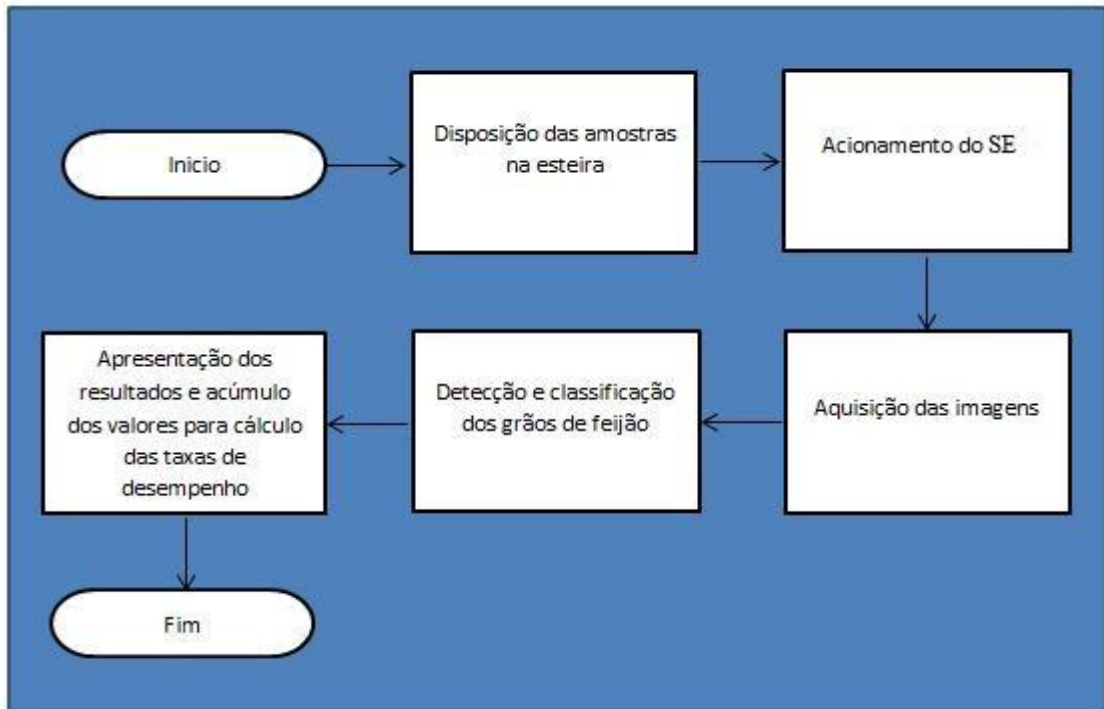 Inicio
Disposição das amostras
na esteira
Acionamento do SE
Aquisição das imagens
Detecção e classificação
dos grãos de feijão
Apresentação dos
resultados e acúmulo
dos valores para cálculo
das taxas de
desempenho
Fim